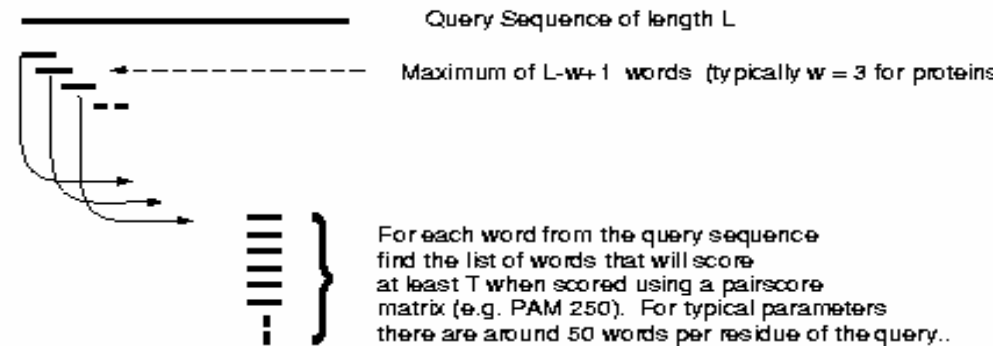 Query Sequence of length L
Maximum of L-w+1 words (typically w = 3 for proteins
For each word from the query sequence
find the list of words that will score
at least T when scored using a pairscore
matrix (e.g. PAM 250). For typical parameters
there are around 50 words per residue of the query..